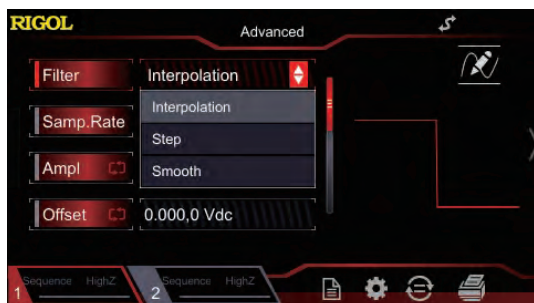 RIGOL
Advanced
Filter
Interpolation
Interpolation
Step
Smooth
Samp.Rate
Ampl
Offset
0.000,0 Vdc
1
Sequence HighZ
2
Sequence HighZ